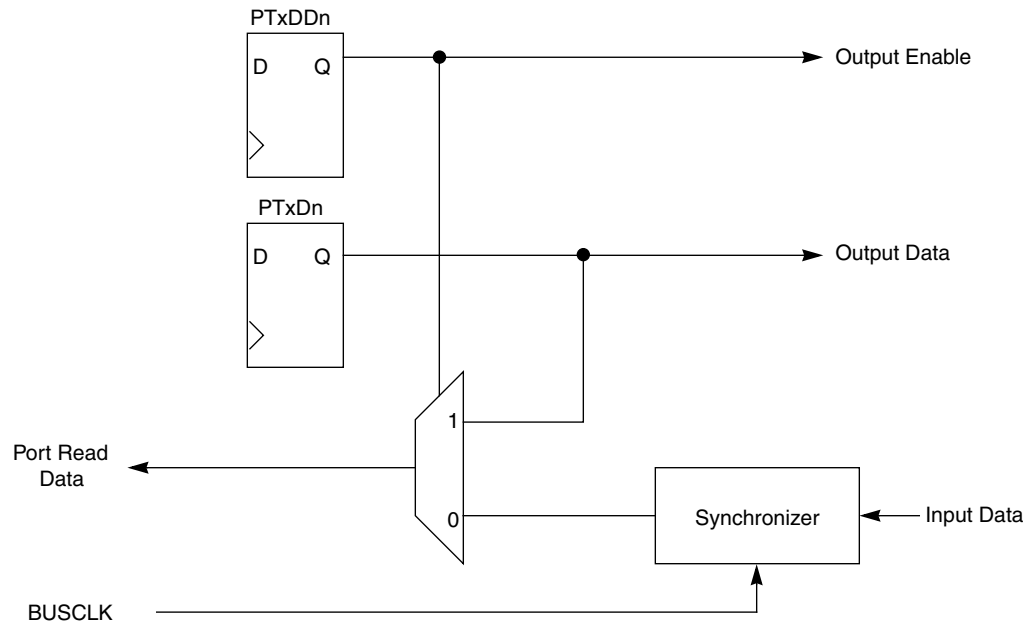 PTxDDn
D Q
Output Enable
PTxDn
D Q
Output Data
1
Port Read
Data
0
Synchronizer
Input Data
BUSCLK